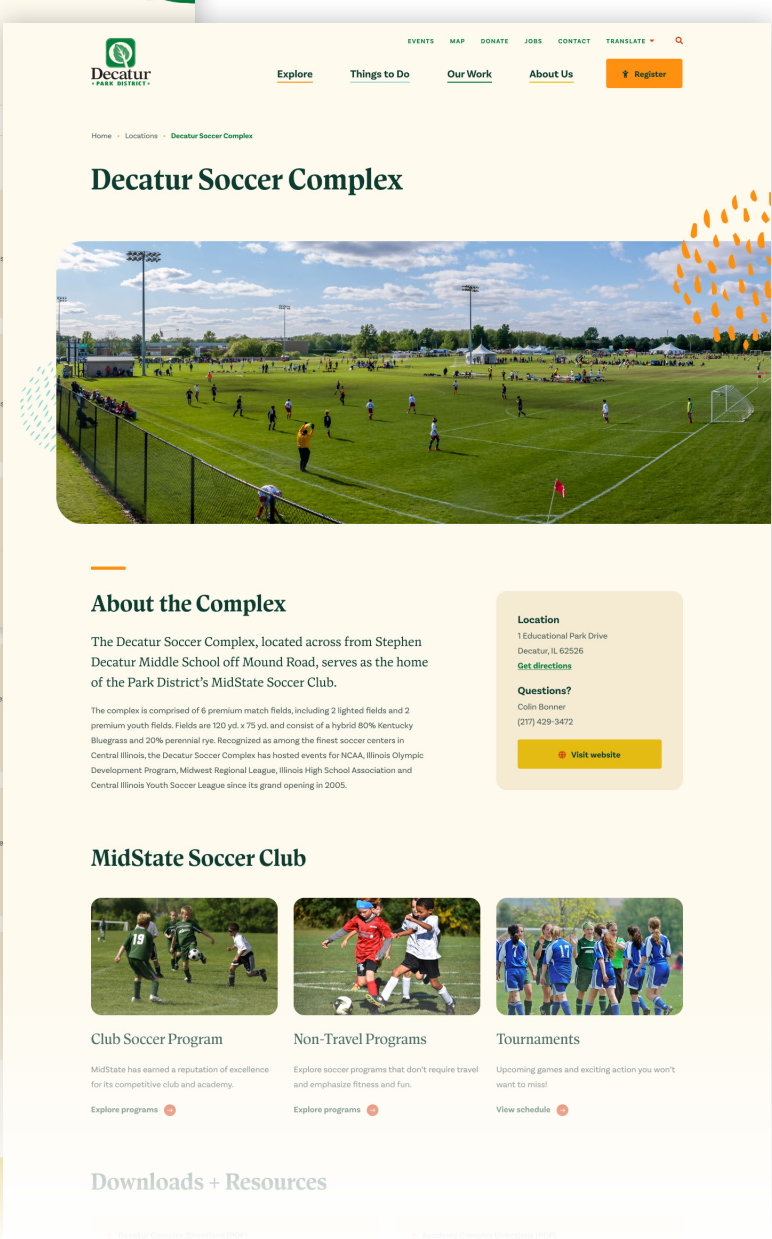 EVENTS MAP DONATE JOBS CONTACT TRANSLATE
Decatur
• PARK DISTRICT •
Explore Things to Do Our Work About Us Register
Home • Locations • Decatur Soccer Complex
Decatur Soccer Complex
About the Complex
The Decatur Soccer Complex, located across from Stephen
Decatur Middle School off Mound Road, serves as the home
of the Park District’s MidState Soccer Club.
The complex is comprised of 6 premium match fields, including 2 lighted fields and 2
premium youth fields. Fields are 120 yd. x 75 yd. and consist of a hybrid 80% Kentucky
Bluegrass and 20% perennial rye. Recognized as among the finest soccer centers in
Central Illinois, the Decatur Soccer Complex has hosted events for NCAA, Illinois Olympic
Development Program, Midwest Regional League, Illinois High School Association and
Central Illinois Youth Soccer League since its grand opening in 2005.
Location
1 Educational Park Drive
Decatur, IL 62526
Get directions
Questions?
Colin Bonner
(217) 429-3472
Visit website
MidState Soccer Club
19
7
17
Club Soccer Program
MidState has earned a reputation of excellence
for its competitive club and academy.
Explore programs
Non-Travel Programs
Explore soccer programs that don’t require travel
and emphasize fitness and fun.
Explore programs
Tournaments
Upcoming games and exciting action you won’t
want to miss!
View schedule
Downloads + Resources